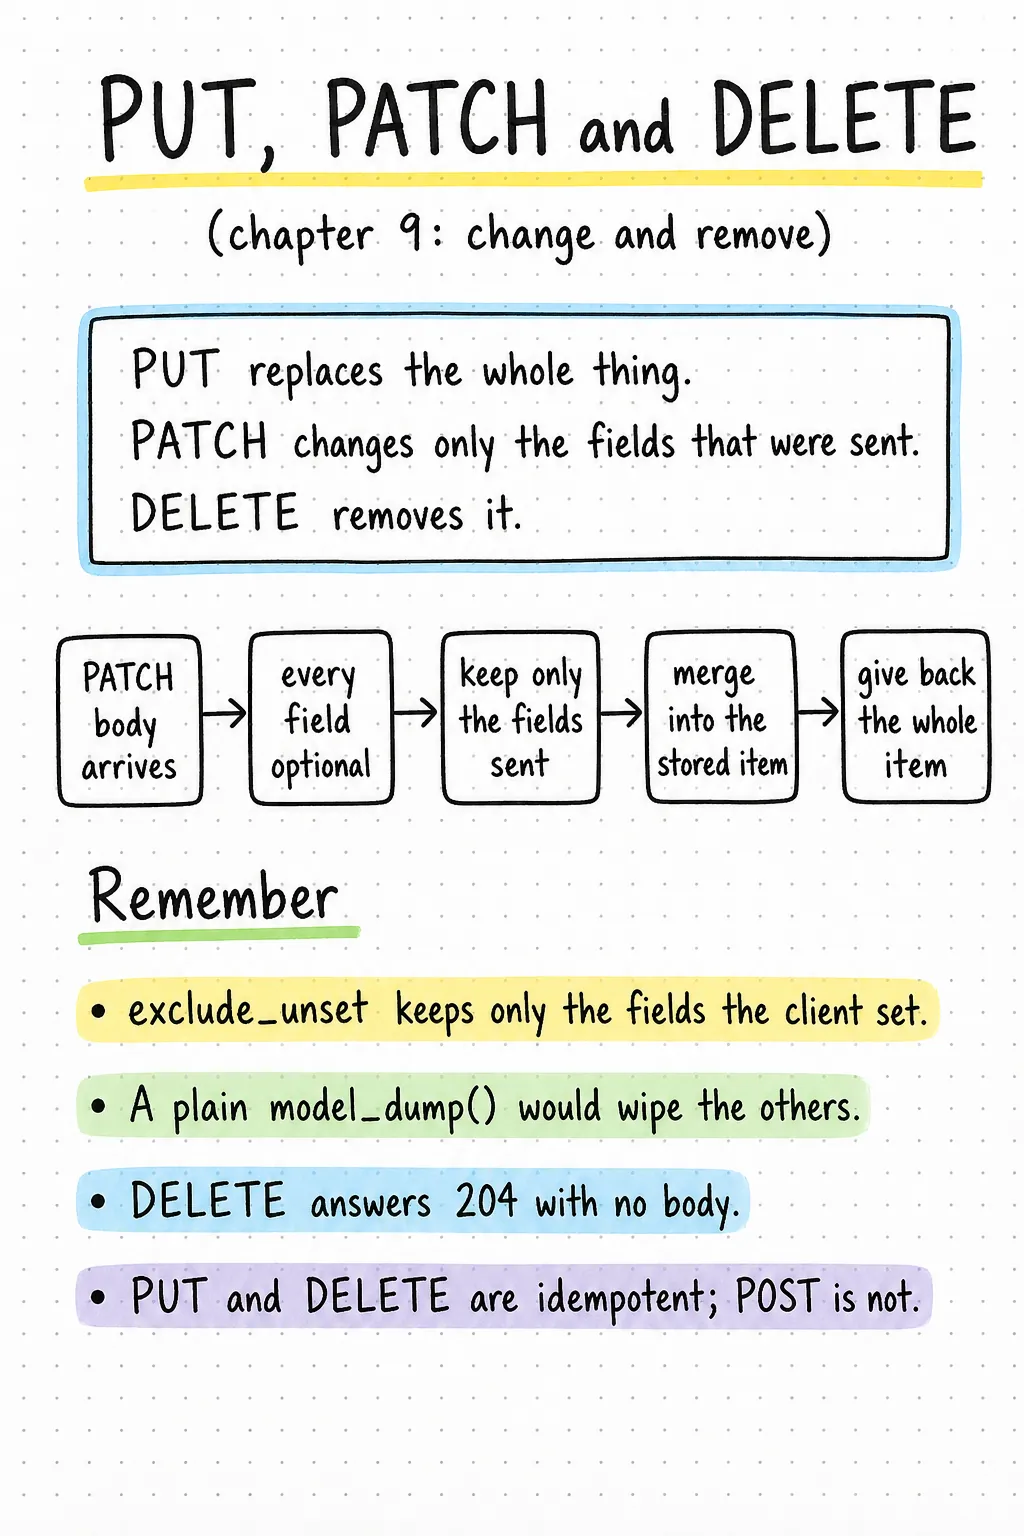 PUT, PATCH and DELETE
(chapter 9: change and remove)
PUT replaces the whole thing.
PATCH changes only the fields that were sent.
DELETE removes it.
PATCH
body
arrives
every
field
optional
keep only
the fields
sent
merge
into the
stored item
give back
the whole
item
Remember
• exclude_unset keeps only the fields the client set.
• A plain model_dump() would wipe the others.
• DELETE answers 204 with no body.
• PUT and DELETE are idempotent; POST is not.